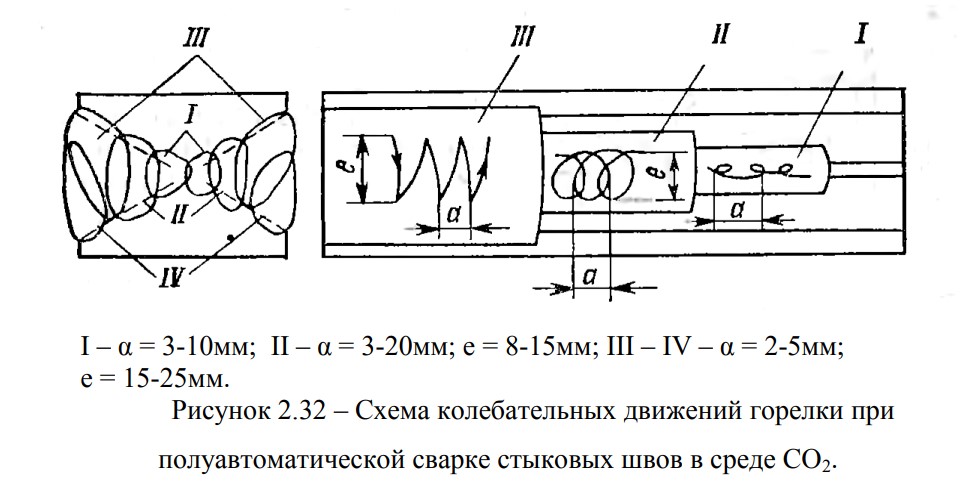 III III II I
I
e e
II a a
IV a
I – α = 3-10мм; II – α = 3-20мм; е = 8-15мм; III – IV – α = 2-5мм;
е = 15-25мм.
Рисунок 2.32 – Схема колебательных движений горелки при
полуавтоматической сварке стыковых швов в среде СО₂.